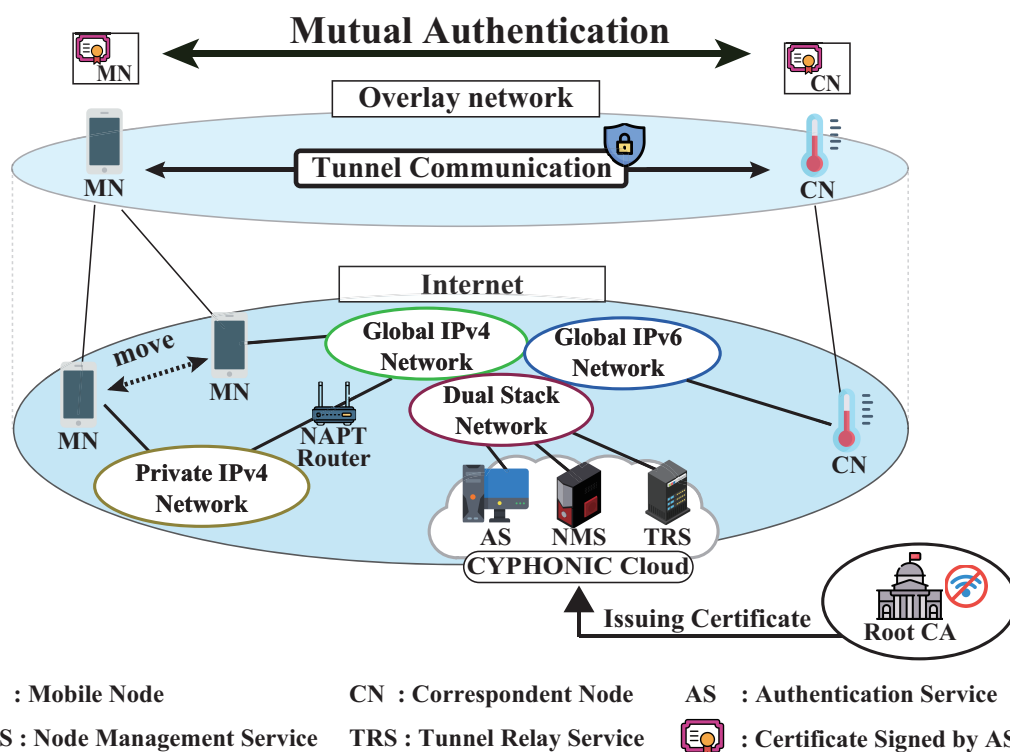 Mutual Authentication
MN
CN
Overlay network
Tunnel Communication
MN
CN
Internet
move
Global IPv4
Network
Global IPv6
Network
MN
MN
NAPT
Router
Dual Stack
Network
CN
Private IPv4
Network
AS
NMS
TRS
CYPHONIC Cloud
Issuing Certificate
Root CA
: Mobile Node
CN : Correspondent Node
AS : Authentication Service
S : Node Management Service
TRS : Tunnel Relay Service
: Certificate Signed by AS